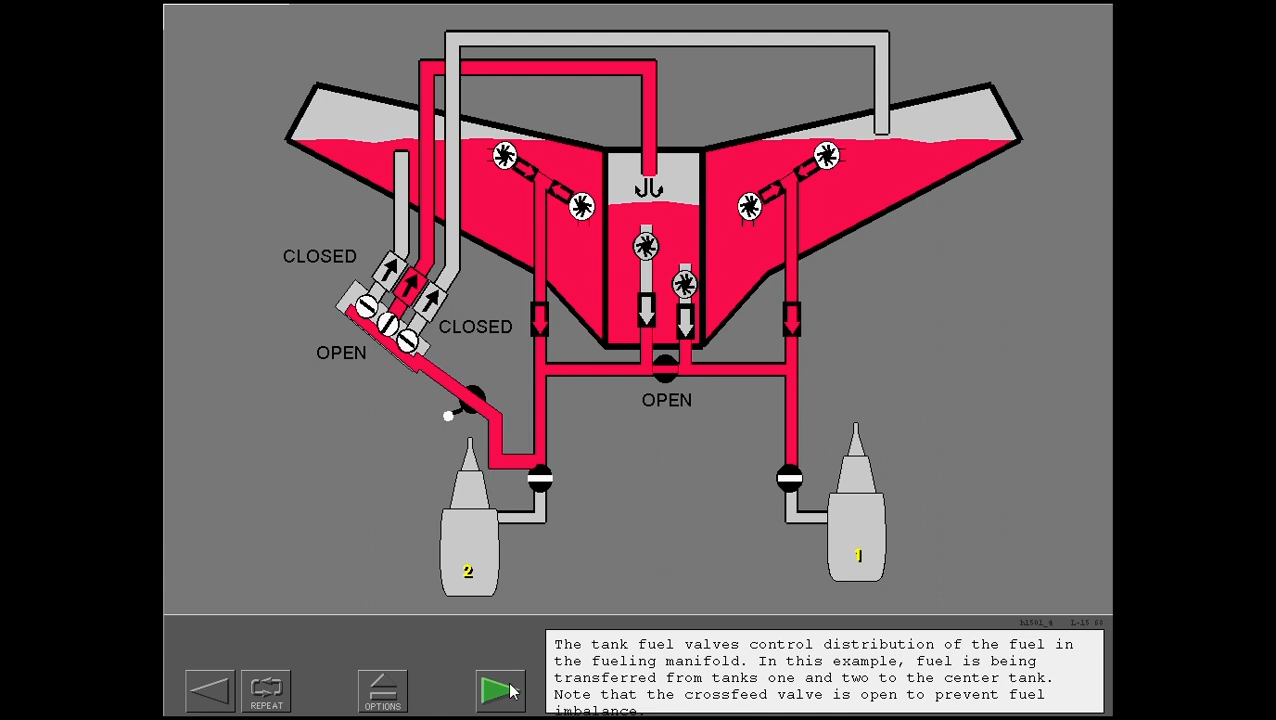 CLOSED
CLOSED
OPEN
OPEN
2
1
REPEAT
OPTIONS
The tank fuel valves control distribution of the fuel in
the fueling manifold. In this example, fuel is being
transferred from tanks one and two to the center tank.
Note that the crossfeed valve is open to prevent fuel
imbalance.